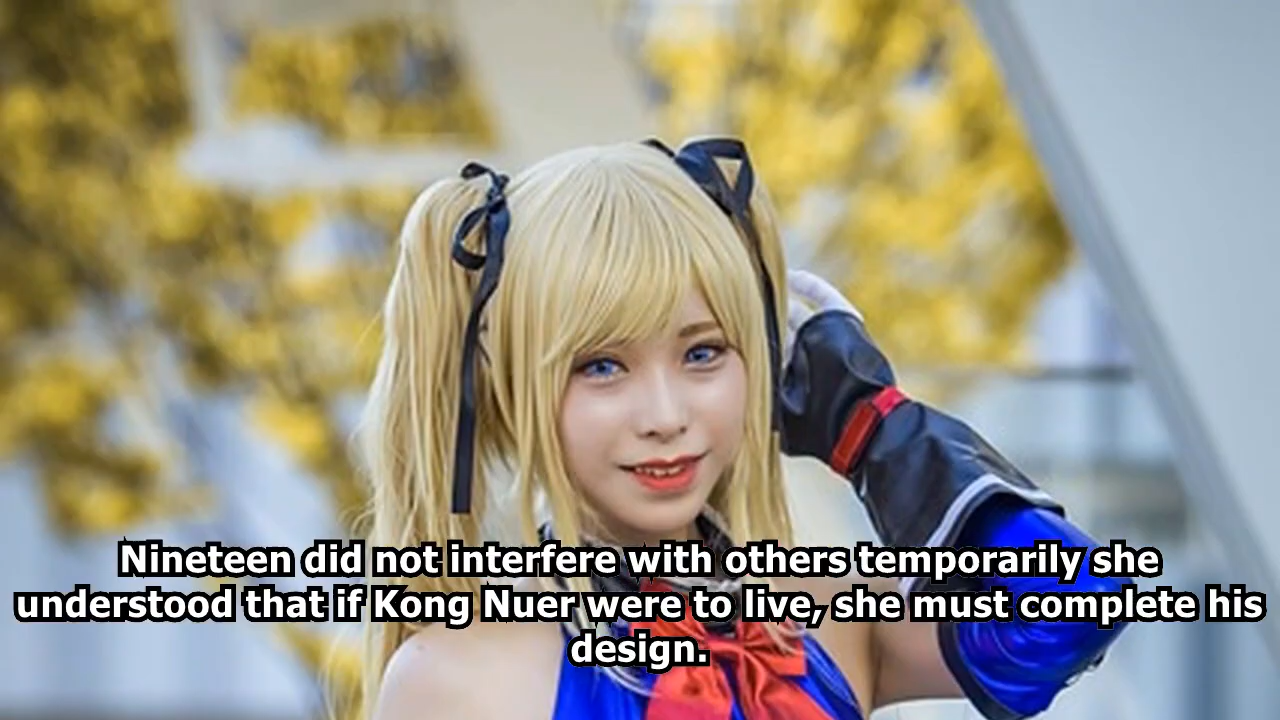 Nineteen did not interfere with others temporarily she
understood that if Kong Nuer were to live, she must complete his
design.